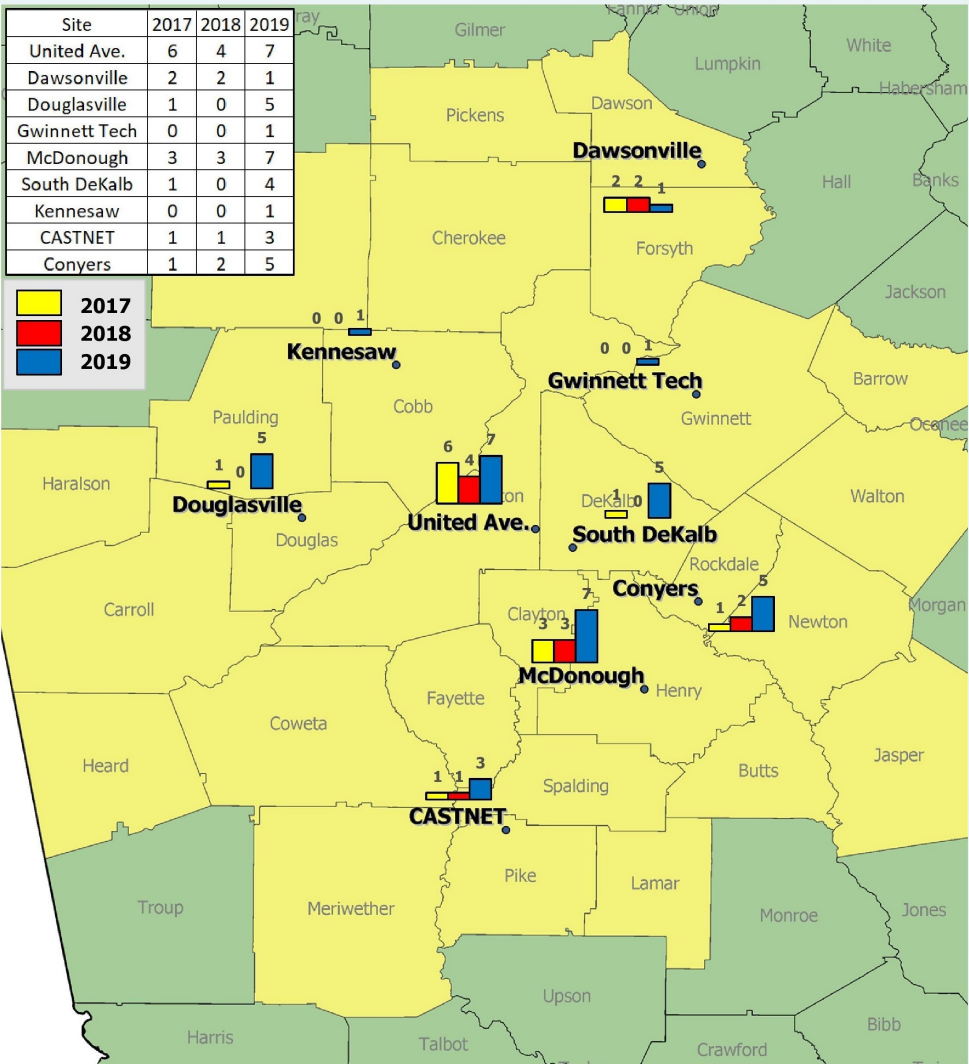 Site 2017 2018 2019
United Ave. 6 4 7
Dawsonville 2 2 1
Douglasville 1 0 5
Gwinnett Tech 0 0 1
McDonough 3 3 7
South DeKalb 1 0 4
Kennesaw 0 0 1
CASTNET 1 1 3
Conyers 1 2 5
2017
2018
2019
Gilmer
White
Lumpkin
Habersham
Pickens
Dawson
Dawsonville
2 2 1
Hall
Banks
Cherokee
Forsyth
Jackson
0 0 1
Kennesaw
0 0 1
Gwinnett Tech
Barrow
Cobb
Gwinnett
Paulding
Oconee
1 0 5
Douglasville
6 4 7
ton
United Ave.
Haralson
DeKalb
1 0 5
South DeKalb
Walton
Douglas
Rockdale
Conyers
1 2 5
Carroll
Clayton
3 3 7
McDonough
Newton
Morgan
Fayette
Henry
Coweta
Heard
Jasper
Butts
1 1 3
CASTNET
Spalding
Pike
Lamar
Troup
Meriwether
Monroe
Jones
Upson
Bibb
Harris
Talbot
Crawford